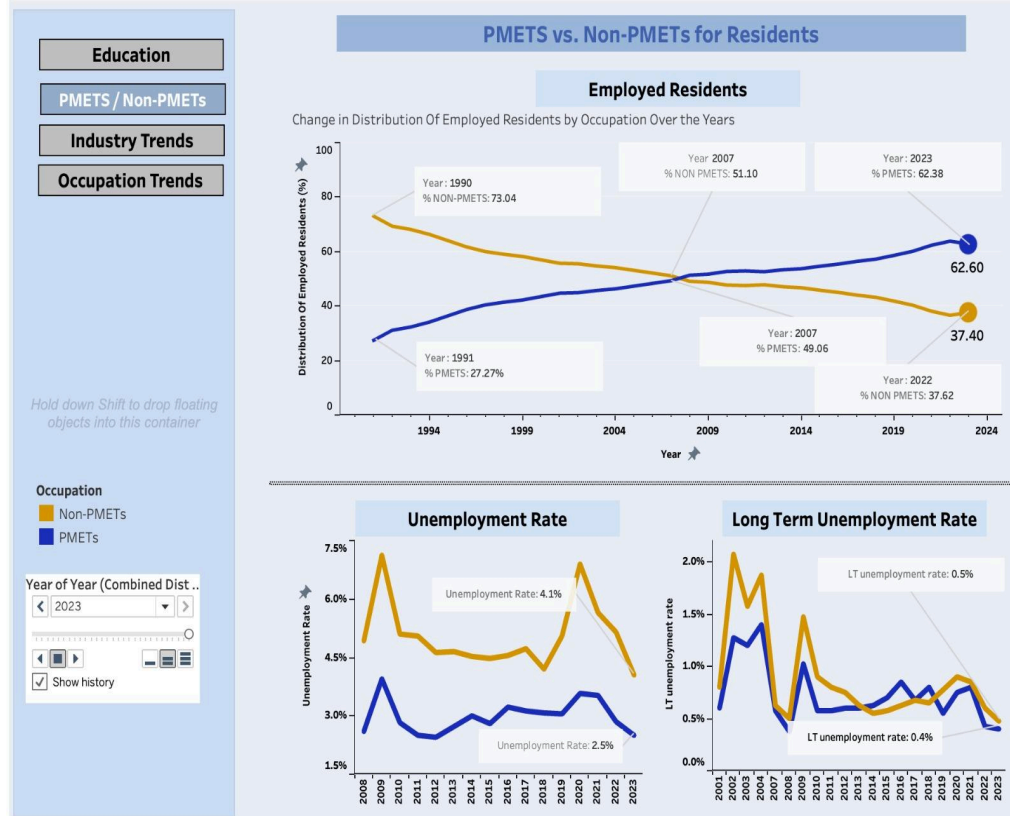 PMETS vs. Non-PMETs for Residents
Education
PMETS / Non-PMETs
Industry Trends
Occupation Trends
Hold down Shift to drop floating
objects into this container
Occupation
Non-PMETs
PMETs
Year of Year (Combined Dist ..
2023
Show history
Employed Residents
Change in Distribution Of Employed Residents by Occupation Over the Years
Distribution Of Employed Residents (%)
100
80
60
40
20
0
Year : 1990
% NON-PMETS: 73.04
Year 2007
% NON PMETS: 51.10
Year : 2023
% PMETS: 62.38
62.60
37.40
Year : 1991
% PMETS: 27.27%
Year : 2007
% PMETS: 49.06
Year : 2022
% NON PMETS: 37.62
1994
1999
2004
2009
2014
2019
2024
Year
Unemployment Rate
Unemployment Rate
7.5%
6.0%
4.5%
3.0%
1.5%
Unemployment Rate: 4.1%
Unemployment Rate: 2.5%
2008
2009
2010
2011
2012
2013
2014
2015
2016
2017
2018
2019
2020
2021
2022
2023
Long Term Unemployment Rate
LT unemployment rate
2.0%
1.5%
1.0%
0.5%
0.0%
LT unemployment rate: 0.5%
LT unemployment rate: 0.4%
2001
2002
2003
2004
2007
2008
2009
2010
2011
2012
2013
2014
2015
2016
2017
2018
2019
2020
2021
2022
2023